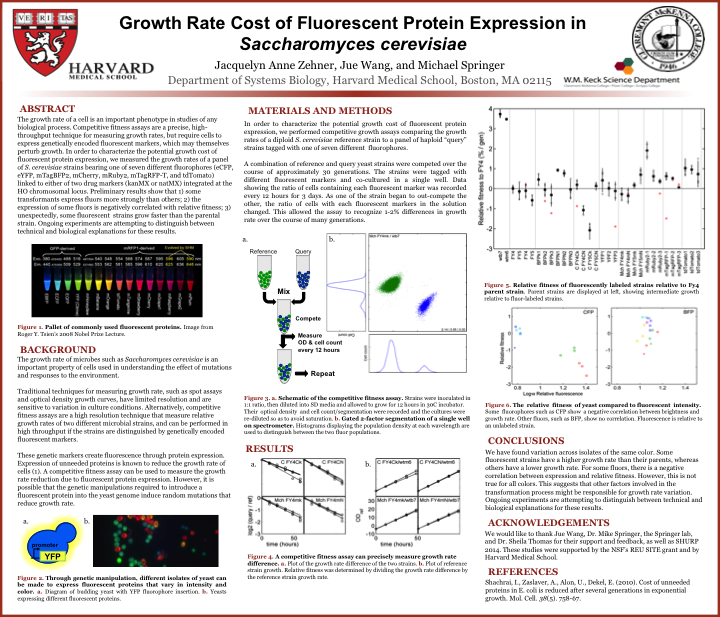 Growth Rate Cost of Fluorescent Protein Expression in
Saccharomyces cerevisiae
Jacquelyn Anne Zehner, Jue Wang, and Michael Springer
Department of Systems Biology, Harvard Medical School, Boston, MA 02115
VE RI TAS
HARVARD
MEDICAL SCHOOL
CLAREMONT MCKENNA COLLEGE
1946
W.M. Keck Science Department
ABSTRACT
The growth rate of a cell is an important phenotype in studies of any
biological process. Competitive fitness assays are a precise, high-
throughput technique for measuring growth rates, but require cells to
express genetically encoded fluorescent markers, which may themselves
perturb growth. In order to characterize the potential growth cost of
fluorescent protein expression, we measured the growth rates of a panel
of S. cerevisiae strains bearing one of seven different fluorophores (eCFP,
eYFP, mTagBFP2, mCherry, mRuby2, mTagRFP-T, and tdTomato)
linked to either of two drug markers (kanMX or natMX) integrated at the
HO chromosomal locus. Preliminary results show that 1) some
transformants express fluors more strongly than others; 2) the
expression of some fluors is negatively correlated with relative fitness; 3)
unexpectedly, some fluorescent strains grow faster than the parental
strain. Ongoing experiments are attempting to distinguish between
technical and biological explanations for these results.
GFP-derived
mRFP1-derived
Evolved by SHM
Figure 1. Pallet of commonly used fluorescent proteins. Image from
Roger Y. Tsien's 2008 Nobel Prize Lecture.
BACKGROUND
The growth rate of microbes such as Saccharomyces cerevisiae is an
important property of cells used in understanding the effect of mutations
and responses to the environment.
Traditional methods for measuring growth rate, such as spot assays
and optical density growth curves, have limited resolution and are
sensitive to variation in culture conditions. Alternatively, competitive
fitness assays are a high resolution technique that measure relative
growth rates of two different microbial strains, and can be performed in
high throughput if the strains are distinguished by genetically encoded
fluorescent markers.
These genetic markers create fluorescence through protein expression.
Expression of unneeded proteins is known to reduce the growth rate of
cells (1). A competitive fitness assay can be used to measure the growth
rate reduction due to fluorescent protein expression. However, it is
possible that the genetic manipulations required to introduce a
fluorescent protein into the yeast genome induce random mutations that
reduce growth rate.
a.
b.
promoter
YFP
Figure 2. Through genetic manipulation, different isolates of yeast can
be made to express fluorescent proteins that vary in intensity and
color. a. Diagram of budding yeast with YFP fluorophore insertion. b. Yeasts
expressing different fluorescent proteins.
MATERIALS AND METHODS
In order to characterize the potential growth cost of fluorescent protein
expression, we performed competitive growth assays comparing the growth
rates of a diploid S. cerevisiae reference strain to a panel of haploid "query"
strains tagged with one of seven different fluorophores.
A combination of reference and query yeast strains were competed over the
course of approximately 30 generations. The strains were tagged with
different fluorescent markers and co-cultured in a single well. Data
showing the ratio of cells containing each fluorescent marker was recorded
every 12 hours for 3 days. As one of the strain began to out-compete the
other, the ratio of cells with each fluorescent markers in the solution
changed. This allowed the assay to recognize 1-2% differences in growth
rate over the course of many generations.
a.
b.
Reference
Query
Mix
Compete
Measure
OD & cell count
every 12 hours
Repeat
Mch FY4mk / wtb7
cell count
Figure 3. a. Schematic of the competitive fitness assay. Strains were inoculated in
1:1 ratio, then diluted into SD media and allowed to grow for 12 hours in 30C incubator.
Their optical density and cell count/segmentation were recorded and the cultures were
re-diluted so as to avoid saturation. b. Gated 2-factor segmentation of a single well
on spectrometer. Histograms displaying the population density at each wavelength are
used to distinguish between the two fluor populations.
RESULTS
a.
b.
C FY4Ck
C FY4CN
Mch FY4mk
Mch FY4mN
log2 (query / ref)
time (hours)
C FY4Ck/wtm6
C FY4CN/wtm6
Mch FY4mk/wtb7
Mch FY4mN/wtb7
time (hours)
Figure 4. A competitive fitness assay can precisely measure growth rate
difference. a. Plot of the growth rate difference of the two strains. b. Plot of reference
strain growth. Relative fitness was determined by dividing the growth rate difference by
the reference strain growth rate.
Relative fitness to FY4 (% / gen)
Figure 5. Relative fitness of fluorescently labeled strains relative to Fy4
parent strain. Parent strains are displayed at left, showing intermediate growth
relative to fluor-labeled strains.
CFP
BFP
Relative fitness
Log10 Relative fluorescence
Figure 6. The relative fitness of yeast compared to fluorescent intensity.
Some fluorophores such as CFP show a negative correlation between brightness and
growth rate. Other fluors, such as BFP, show no correlation. Fluorescence is relative to
an unlabeled strain.
CONCLUSIONS
We have found variation across isolates of the same color. Some
fluorescent strains have a higher growth rate than their parents, whereas
others have a lower growth rate. For some fluors, there is a negative
correlation between expression and relative fitness. However, this is not
true for all colors. This suggests that other factors involved in the
transformation process might be responsible for growth rate variation.
Ongoing experiments are attempting to distinguish between technical and
biological explanations for these results.
ACKNOWLEDGEMENTS
We would like to thank Jue Wang, Dr. Mike Springer, the Springer lab,
and Dr. Sheila Thomas for their support and feedback, as well as SHURP
2014. These studies were supported by the NSF's REU SITE grant and by
Harvard Medical School.
REFERENCES
Shachrai, I., Zaslaver, A., Alon, U., Dekel, E. (2010). Cost of unneeded
proteins in E. coli is reduced after several generations in exponential
growth. Mol. Cell. 38(5). 758-67.